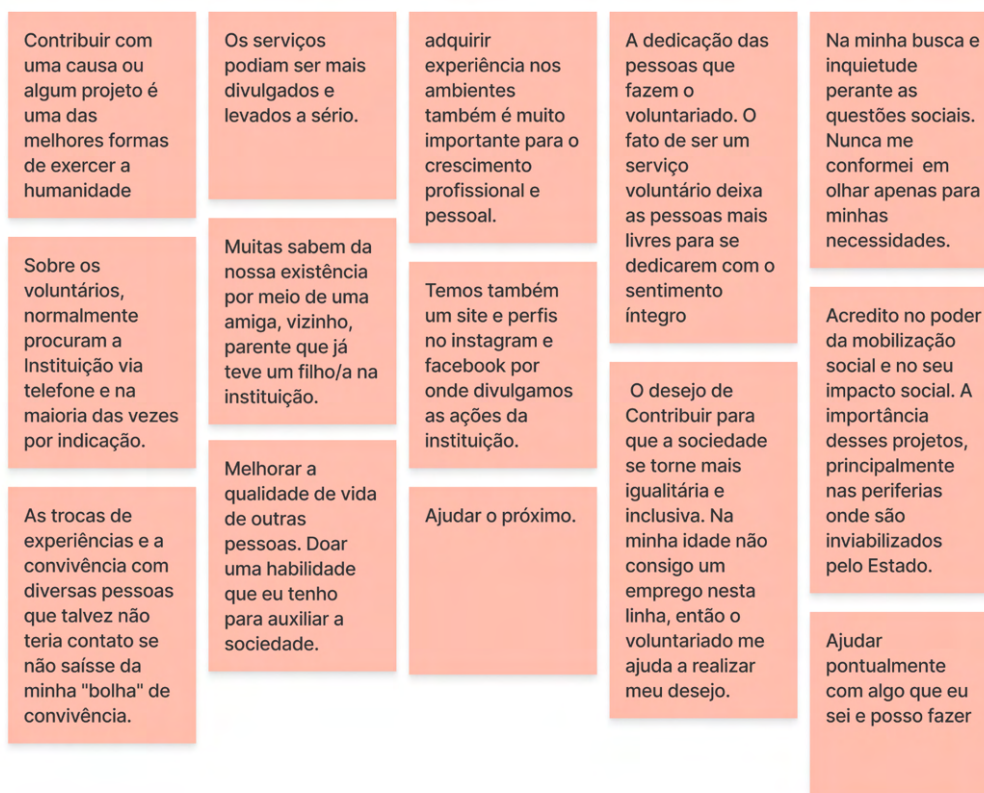 Contribuir com
uma causa ou
algum projeto é
uma das
melhores formas
de exercer a
humanidade
Sobre os
voluntários,
normalmente
procuram a
Instituição via
telefone e na
maioria das vezes
por indicação.
As trocas de
experiências e a
convivência com
diversas pessoas
que talvez não
teria contato se
não saísse da
minha "bolha" de
convivência.
Os serviços
podiam ser mais
divulgados e
levados a sério.
Muitas sabem da
nossa existência
por meio de uma
amiga, vizinho,
parente que já
teve um filho/a na
instituição.
Melhorar a
qualidade de vida
de outras
pessoas. Doar
uma habilidade
que eu tenho
para auxiliar a
sociedade.
adquirir
experiência nos
ambientes
também é muito
importante para o
crescimento
profissional e
pessoal.
Temos também
um site e perfis
no instagram e
facebook por
onde divulgamos
as ações da
instituição.
Ajudar o próximo.
A dedicação das
pessoas que
fazem o
voluntariado. O
fato de ser um
serviço
voluntário deixa
as pessoas mais
livres para se
dedicarem com o
sentimento
íntegro
O desejo de
Contribuir para
que a sociedade
se torne mais
igualitária e
inclusiva. Na
minha idade não
consigo um
emprego nesta
linha, então o
voluntariado me
ajuda a realizar
meu desejo.
Na minha busca e
inquietude
perante as
questões sociais.
Nunca me
conformei em
olhar apenas para
minhas
necessidades.
Acredito no poder
da mobilização
social e no seu
impacto social. A
importância
desses projetos,
principalmente
nas periferias
onde são
inviabilizados
pelo Estado.
Ajudar
pontualmente
com algo que eu
sei e posso fazer